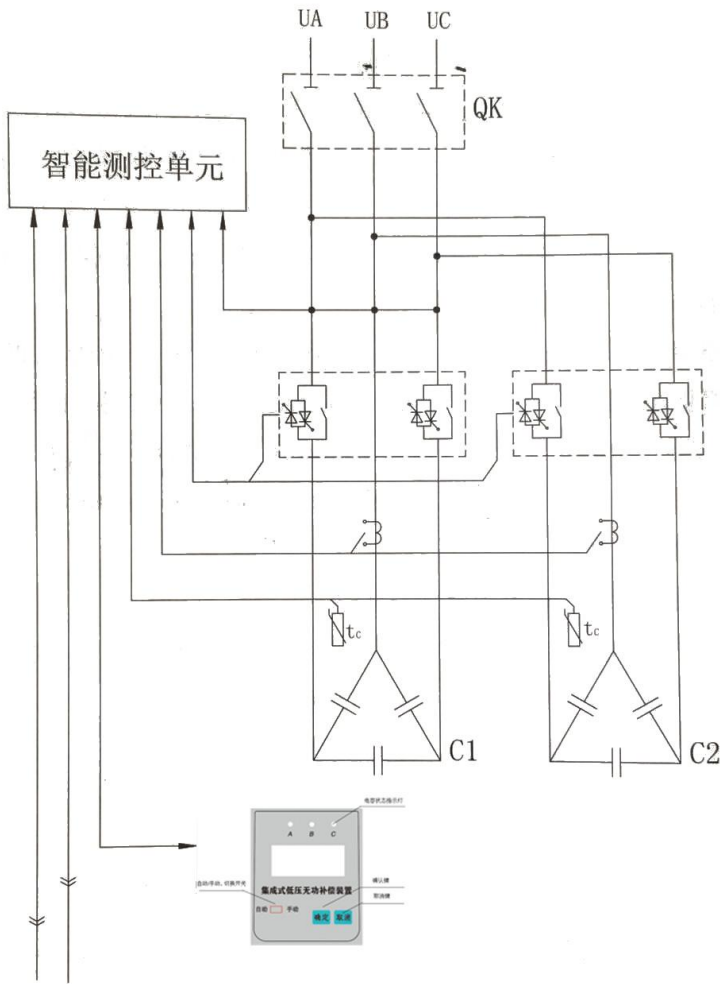 UA UB UC
QK
智能测控单元
tc
tc
C1
C2
电容状态指示灯
A B C
集成式低压无功补偿装置
自动/手动,切换开关
确认键
取消键
自动 手动
确定 取消